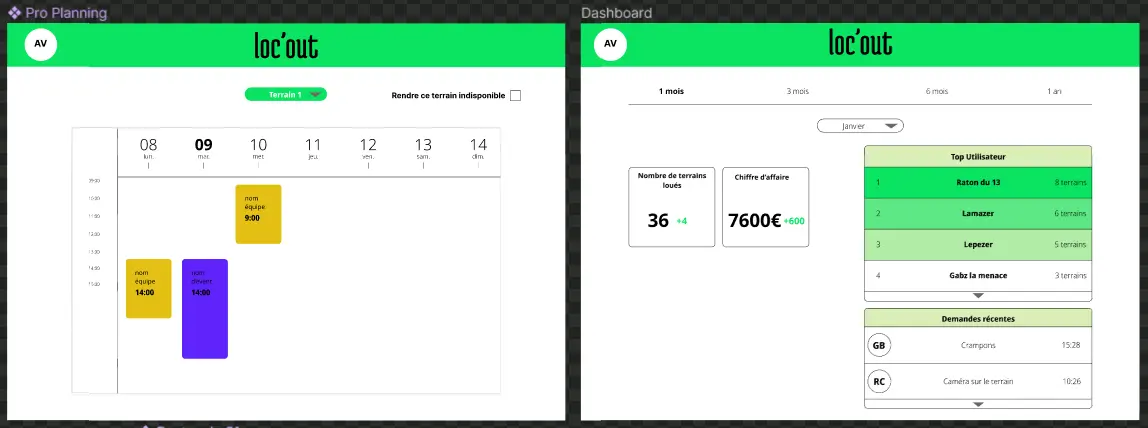 Pro Planning
AV
loc'out
Terrain 1
Rendre ce terrain indisponible
08 09 10 11 12 13 14
lun. mar. mer. jeu. ven. sam. dim.
09:00
10:00
11:00
12:00
13:00
14:00
15:00
nom
équipe
9:00
nom
équipe
14:00
nom
d'event
14:00
Dashboard
AV
loc'out
1 mois 3 mois 6 mois 1 an
Janvier
Nombre de terrains
loués
36 +4
Chiffre d'affaire
7600€ +600
Top Utilisateur
1 Raton du 13 8 terrains
2 Lamazer 6 terrains
3 Lepezer 5 terrains
4 Gabz la menace 3 terrains
Demandes récentes
GB Crampons 15:28
RC Caméra sur le terrain 10:26